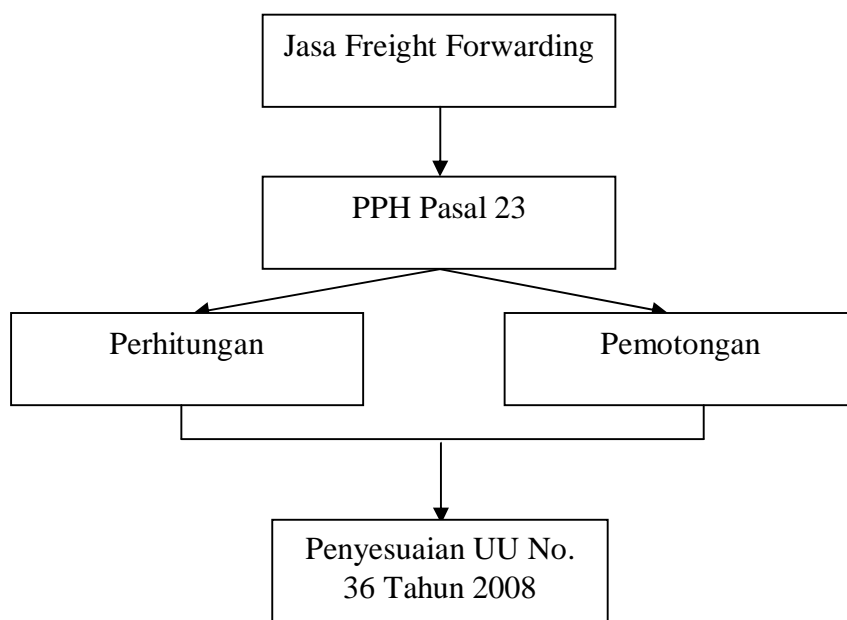 Jasa Freight Forwarding
PPH Pasal 23
Perhitungan
Pemotongan
Penyesuaian UU No.
36 Tahun 2008